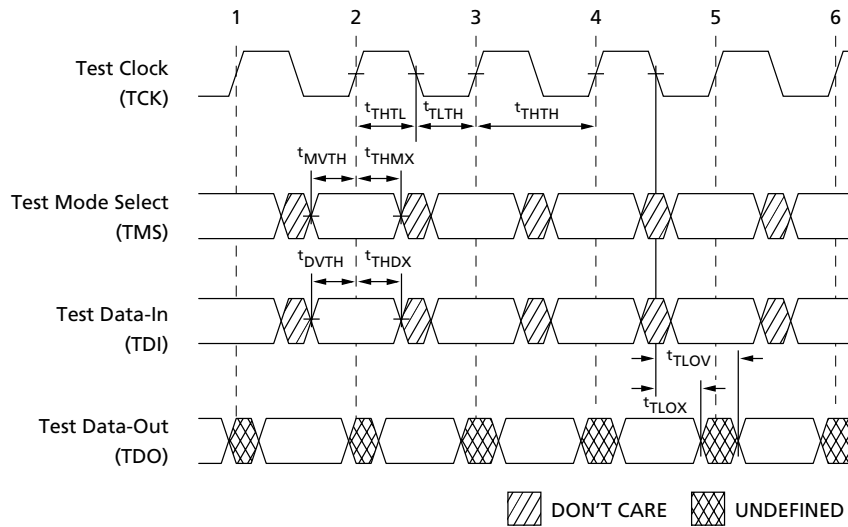 1 2 3 4 5 6
Test Clock
(TCK)
tTHTL tTLTH tTHTH
tMVTH tTHMX
Test Mode Select
(TMS)
tDVTH tTHDX
Test Data-In
(TDI)
tTLOV
tTLOX
Test Data-Out
(TDO)
DON'T CARE UNDEFINED